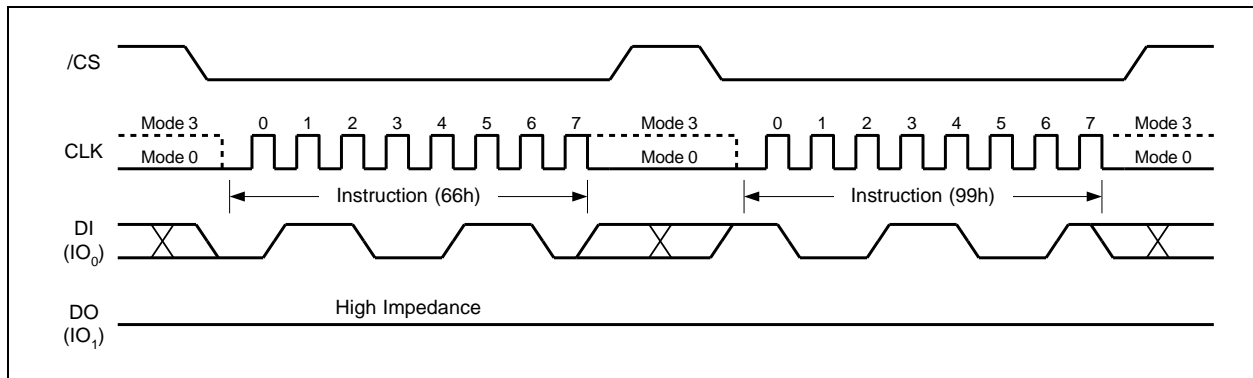 /CS
Mode 3 0 1 2 3 4 5 6 7 Mode 3 0 1 2 3 4 5 6 7 Mode 3
CLK
Mode 0 Mode 0 Mode 0
Instruction (66h) Instruction (99h)
DI
(IO₀)
High Impedance
DO
(IO₁)